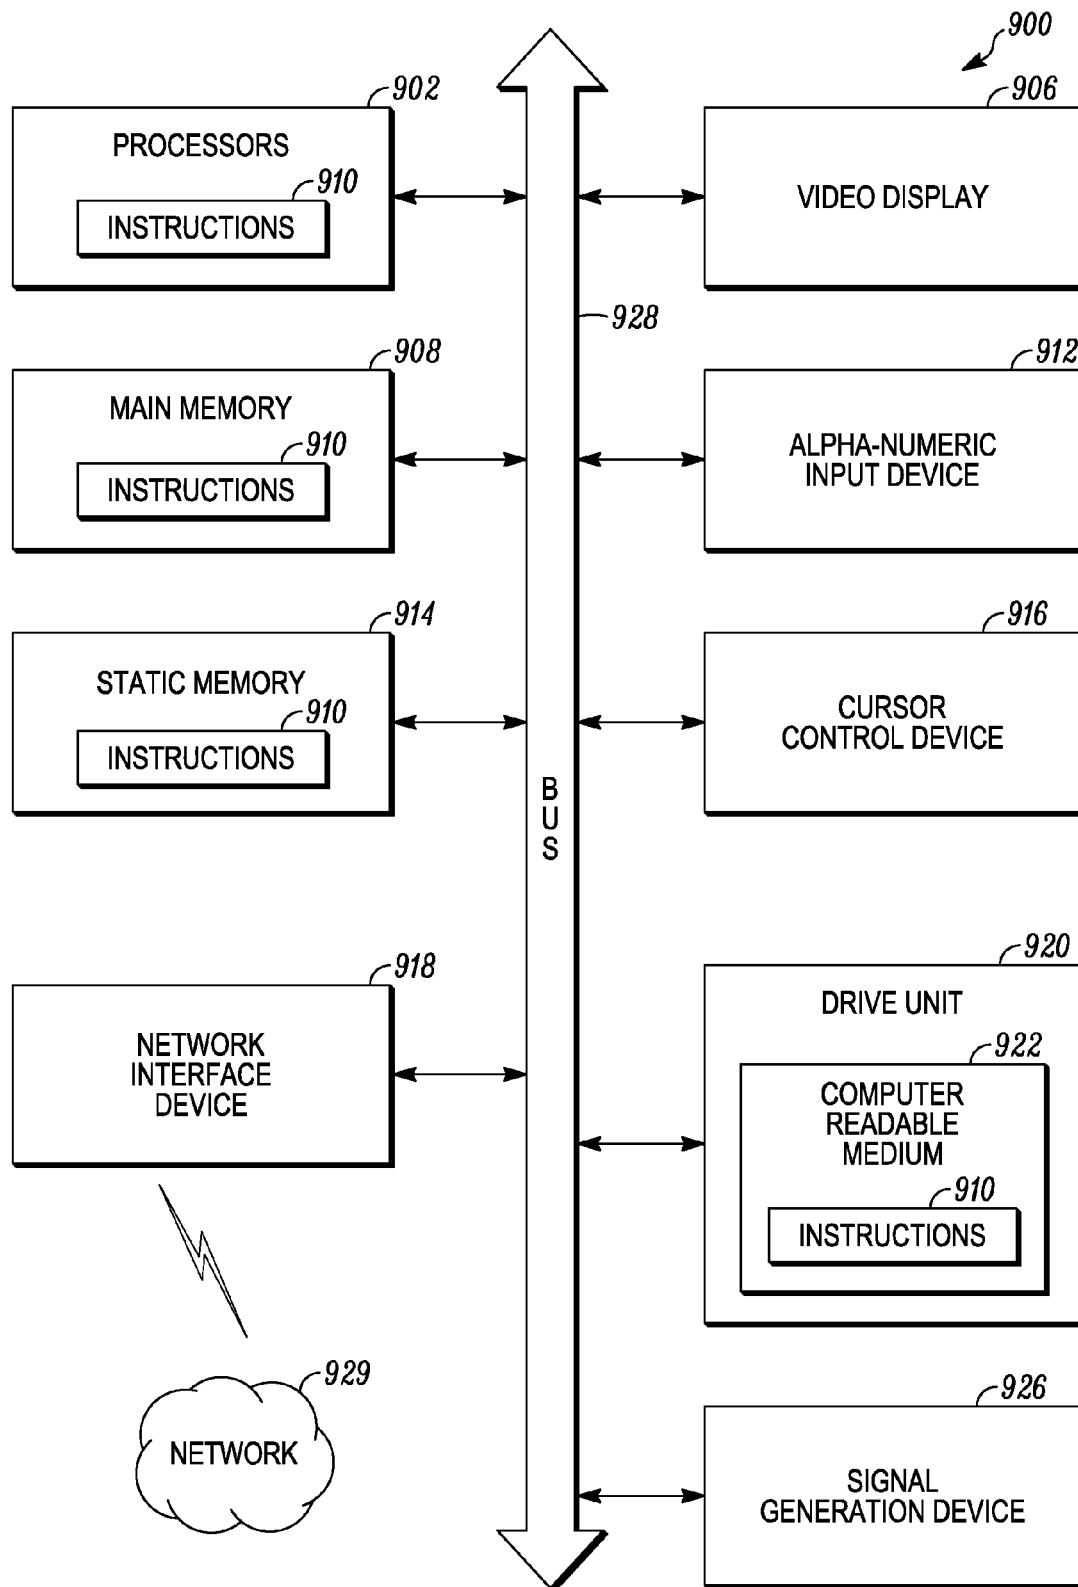 900
902
PROCESSORS
910
INSTRUCTIONS
906
VIDEO DISPLAY
928
908
MAIN MEMORY
910
INSTRUCTIONS
912
ALPHA-NUMERIC
INPUT DEVICE
914
STATIC MEMORY
910
INSTRUCTIONS
916
CURSOR
CONTROL DEVICE
B
U
S
918
NETWORK
INTERFACE
DEVICE
920
DRIVE UNIT
922
COMPUTER
READABLE
MEDIUM
910
INSTRUCTIONS
929
NETWORK
926
SIGNAL
GENERATION DEVICE